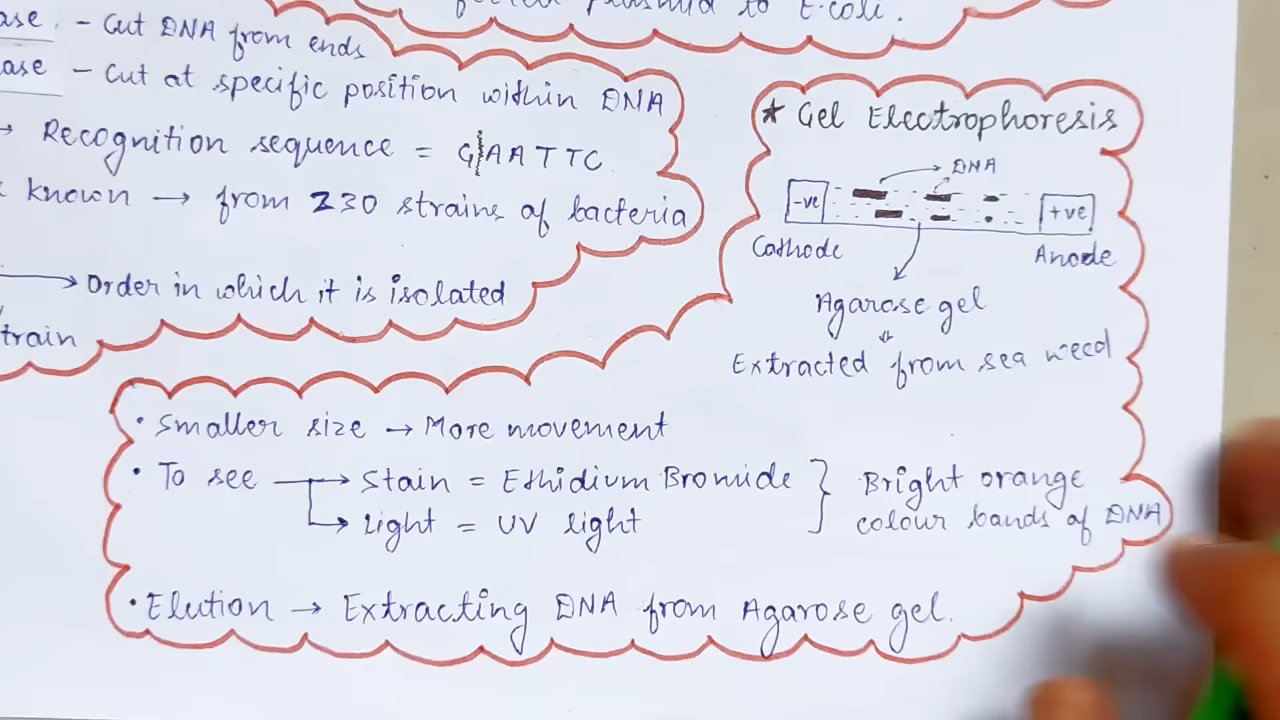 plasmid to E.coli.
ase. - Cut DNA from ends
ase - Cut at specific position within DNA
→ Recognition sequence = G|AATTC
known → from 230 strains of bacteria
→ Order in which it is isolated
train
★ Gel Electrophoresis
→ DNA
-ve
+ve
Cathode
Anode
Agarose gel
Extracted from sea weed
• Smaller size → More movement
• To see → Stain = Ethidium Bromide } Bright orange
→ Light = UV light colour bands of DNA
• Elution → Extracting DNA from Agarose gel.